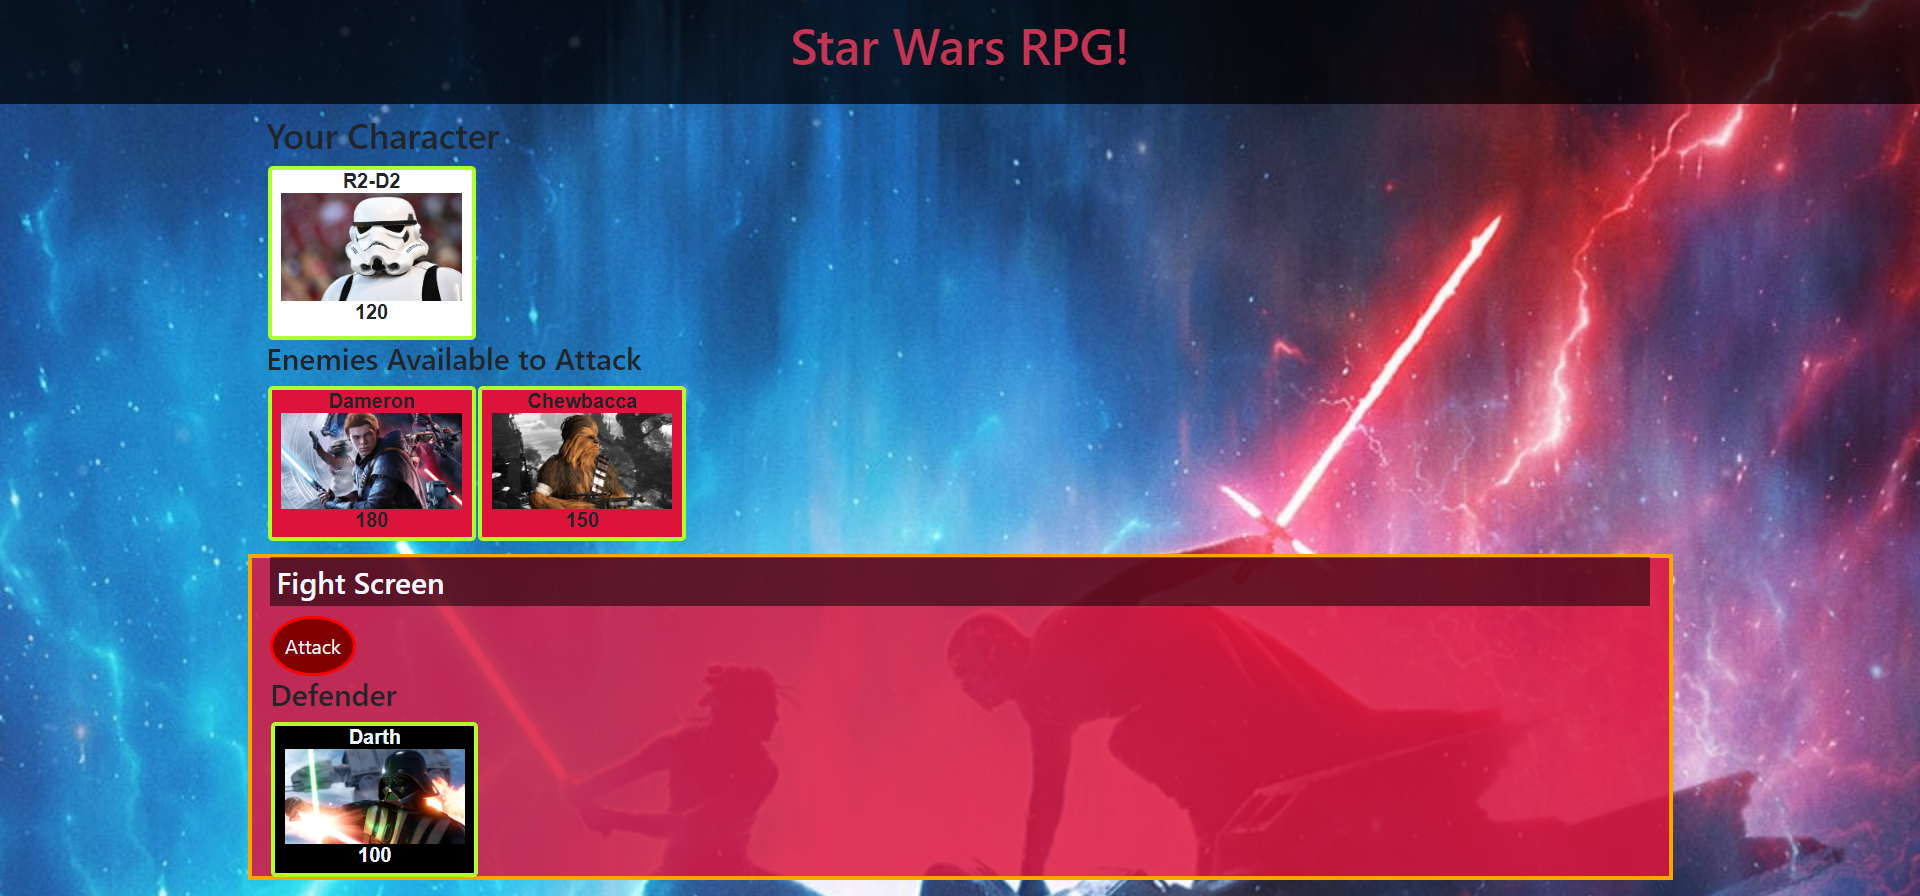 Star Wars RPG!
Your Character
R2-D2
120
Enemies Available to Attack
Dameron
180
Chewbacca
150
Fight Screen
Attack
Defender
Darth
100